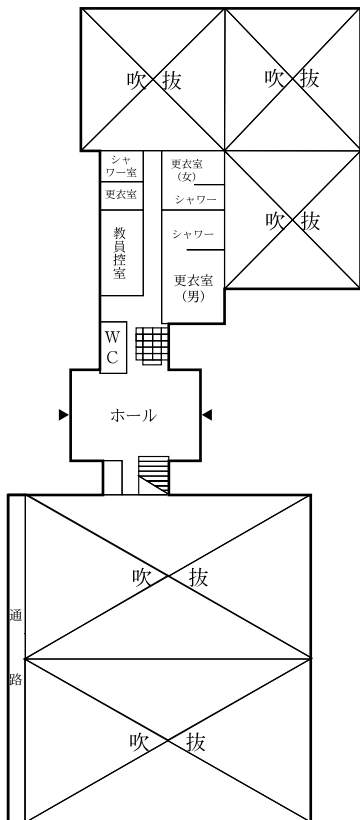 吹 抜
吹 抜
シャ
ワー室
更衣室
(女)
更衣室
シャワー
吹 抜
教員控室
シャワー
更衣室
(男)
WC
ホール
吹 抜
通路
吹 抜